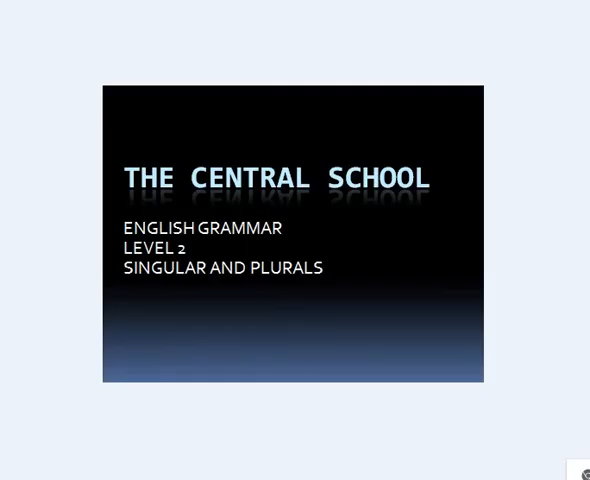 THE CENTRAL SCHOOL
ENGLISH GRAMMAR
LEVEL 2
SINGULAR AND PLURALS